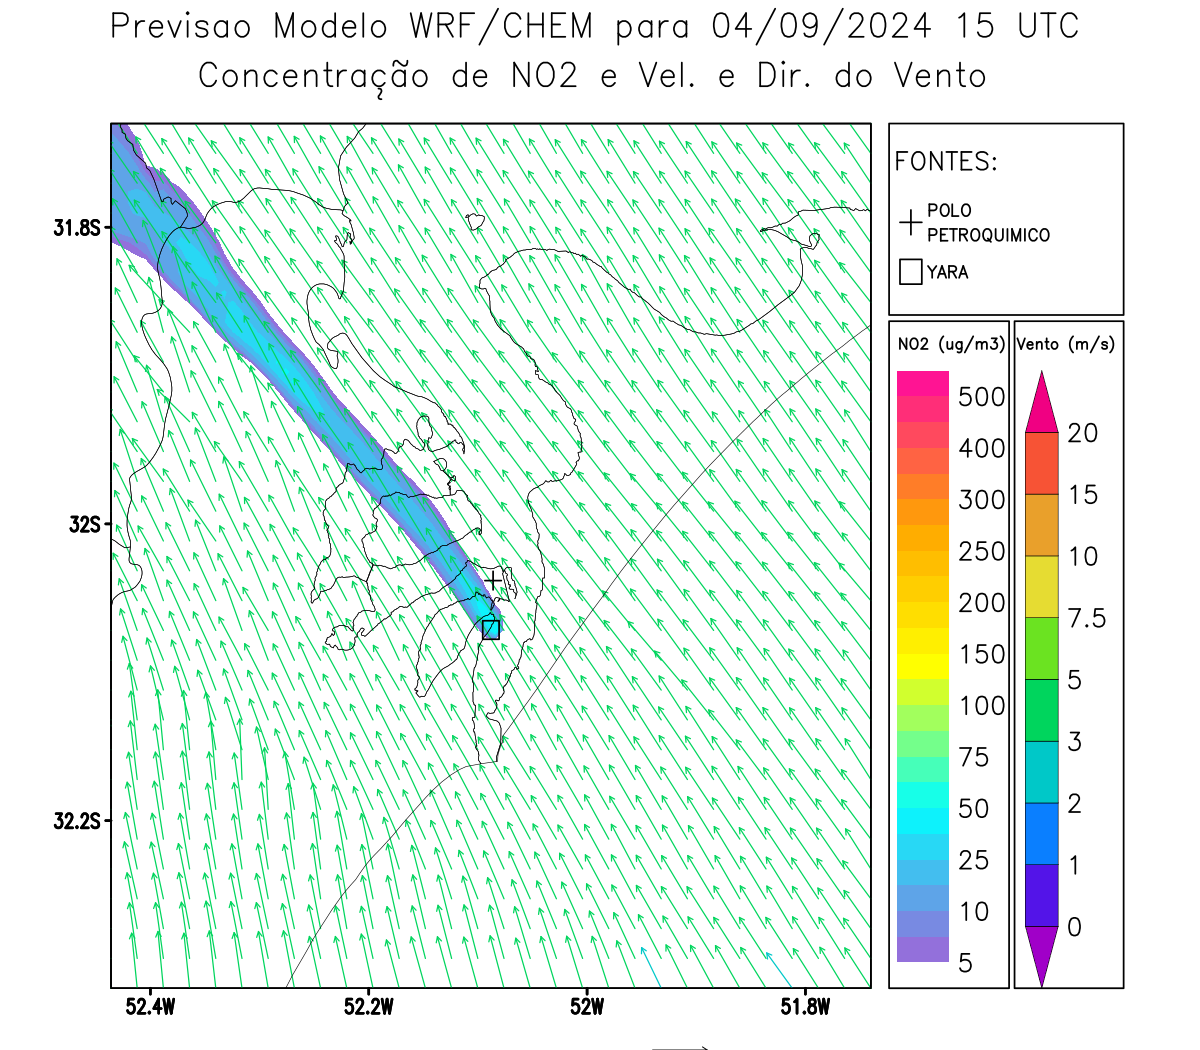 Previsao Modelo WRF/CHEM para 04/09/2024 15 UTC
Concentração de NO2 e Vel. e Dir. do Vento
FONTES:
POLO
PETROQUIMICO
YARA
NO2 (ug/m3)
500
400
300
250
200
150
100
75
50
25
10
5
Vento (m/s)
20
15
10
7.5
5
3
2
1
0
31.8S
32S
32.2S
52.4W
52.2W
52W
51.8W